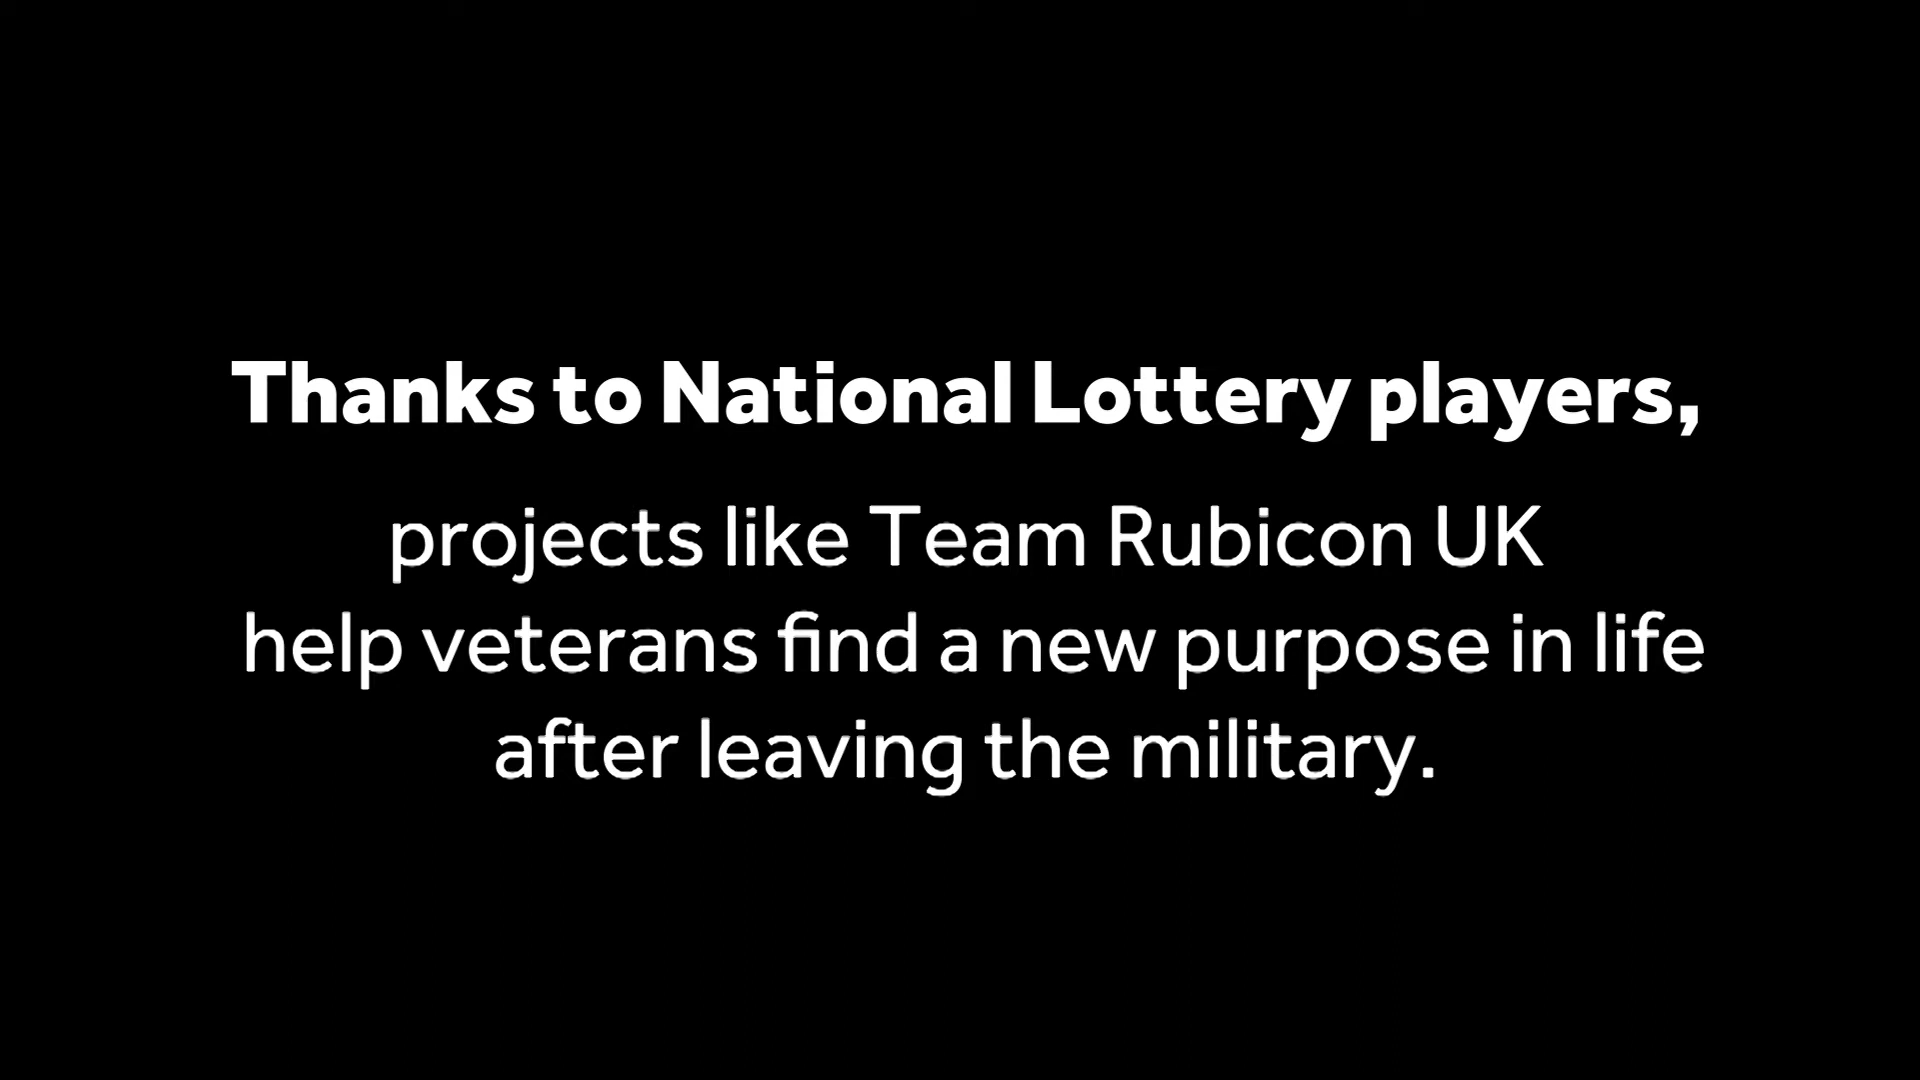 Thanks to National Lottery players,
projects like Team Rubicon UK
help veterans find a new purpose in life
after leaving the military.